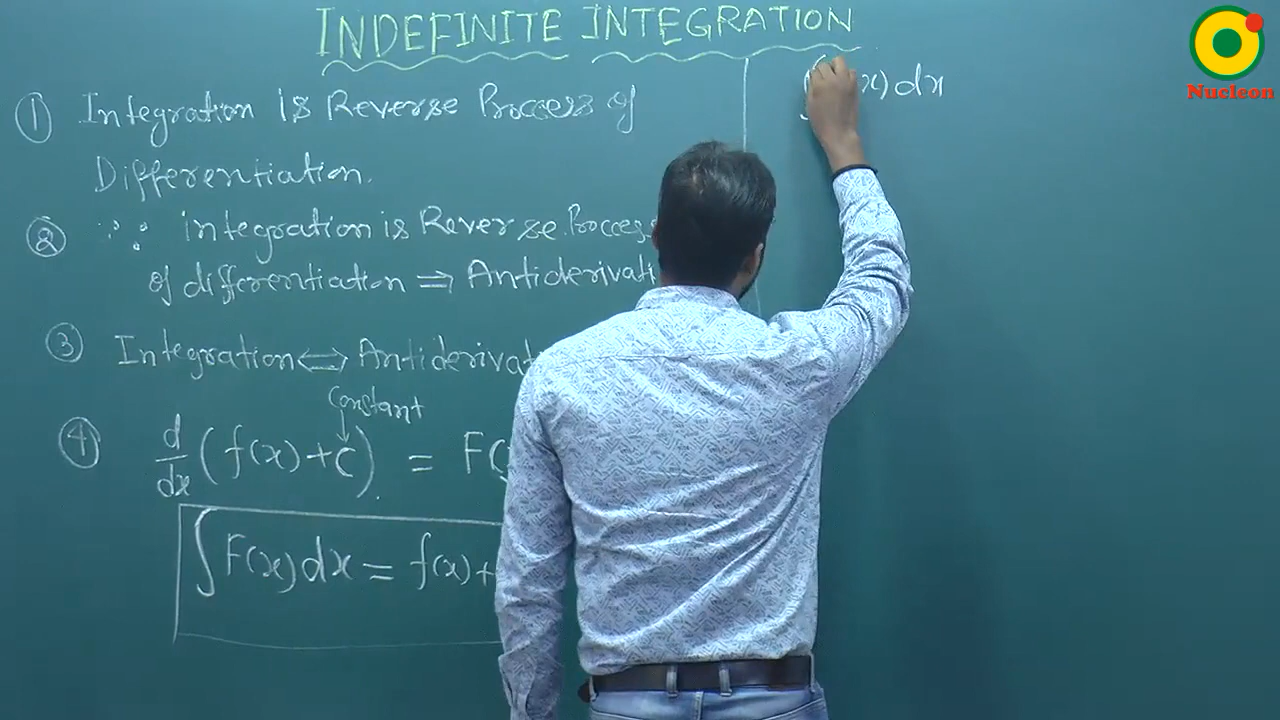 INDEFINITE INTEGRATION
① Integration is Reverse Process of
Differentiation.
② ∵ integration is Reverse Process
of differentiation ⇒ Antiderivati
③ Integration ⇔ Antiderivat
Constant
④ d/dx (f(x)+c) = F(
∫F(x)dx = f(x)+
x) dx
Nucleon